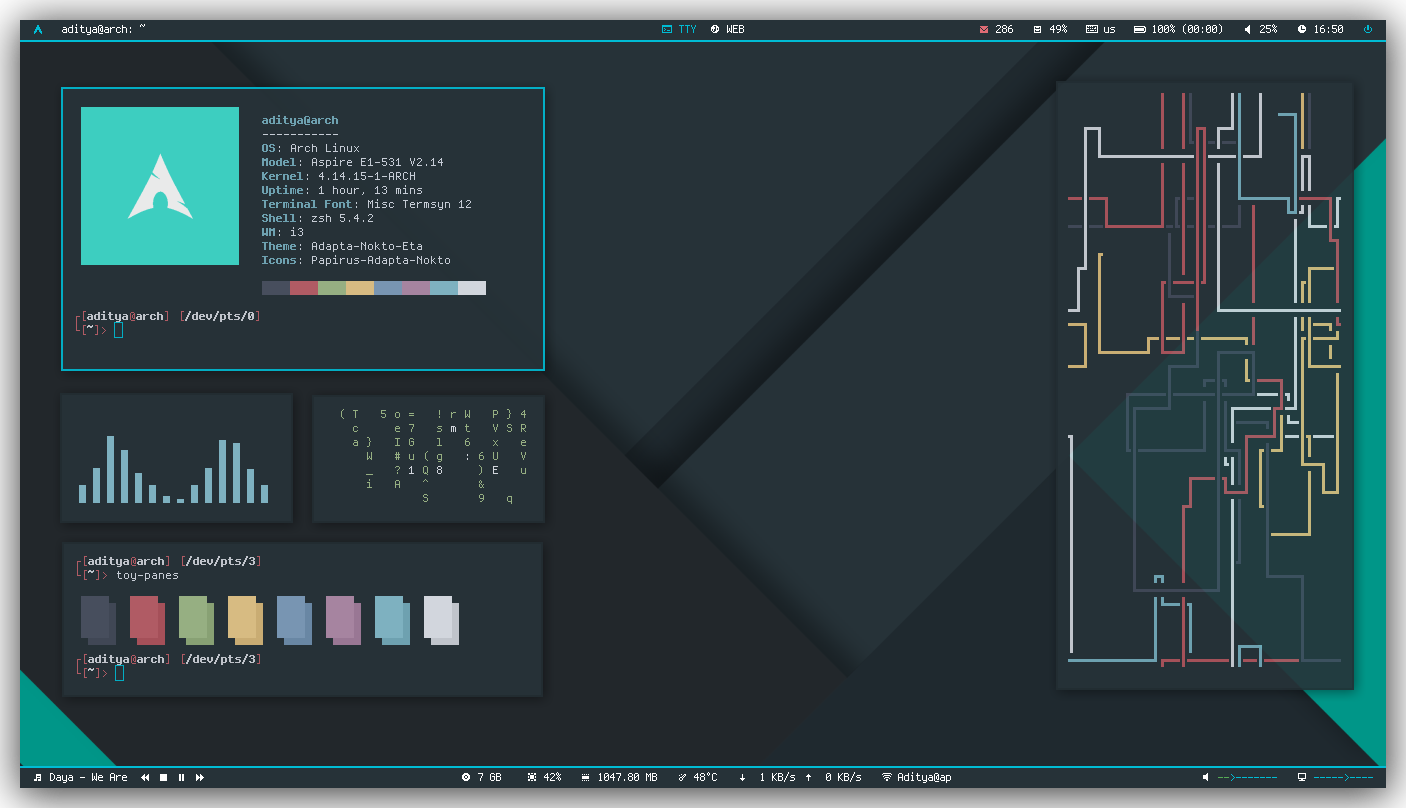 aditya@arch: ~
TTY WEB
286 49% us 100% (00:00) 25% 16:50
aditya@arch
-----------
OS: Arch Linux
Model: Aspire E1-531 V2.14
Kernel: 4.14.15-1-ARCH
Uptime: 1 hour, 13 mins
Terminal Font: Misc Termsyn 12
Shell: zsh 5.4.2
WM: i3
Theme: Adapta-Nokto-Eta
Icons: Papirus-Adapta-Nokto
[aditya@arch] [/dev/pts/0]
[~]>
( T 5 o = ! r W P } 4
c e 7 s m t V S R
a } I G l 6 x e
W # u ( g : 6 U V
_ ? 1 Q 8 ) E u
i A ^ &
S 9 q
[aditya@arch] [/dev/pts/3]
[~]> toy-panes
[aditya@arch] [/dev/pts/3]
[~]>
Daya - We Are
7 GB 42% 1047.80 MB 48°C ↓ 1 KB/s ↑ 0 KB/s Aditya@ap
-->------- ----->----